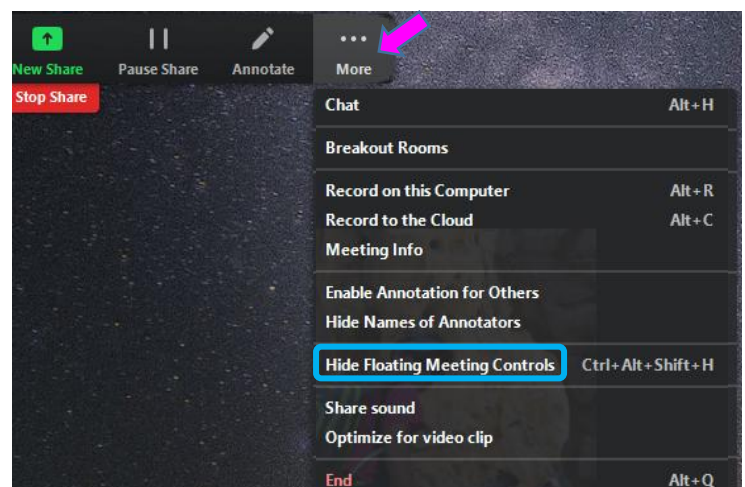 New Share Pause Share Annotate More
Stop Share
Chat Alt+H
Breakout Rooms
Record on this Computer Alt+R
Record to the Cloud Alt+C
Meeting Info
Enable Annotation for Others
Hide Names of Annotators
Hide Floating Meeting Controls Ctrl+Alt+Shift+H
Share sound
Optimize for video clip
End Alt+Q